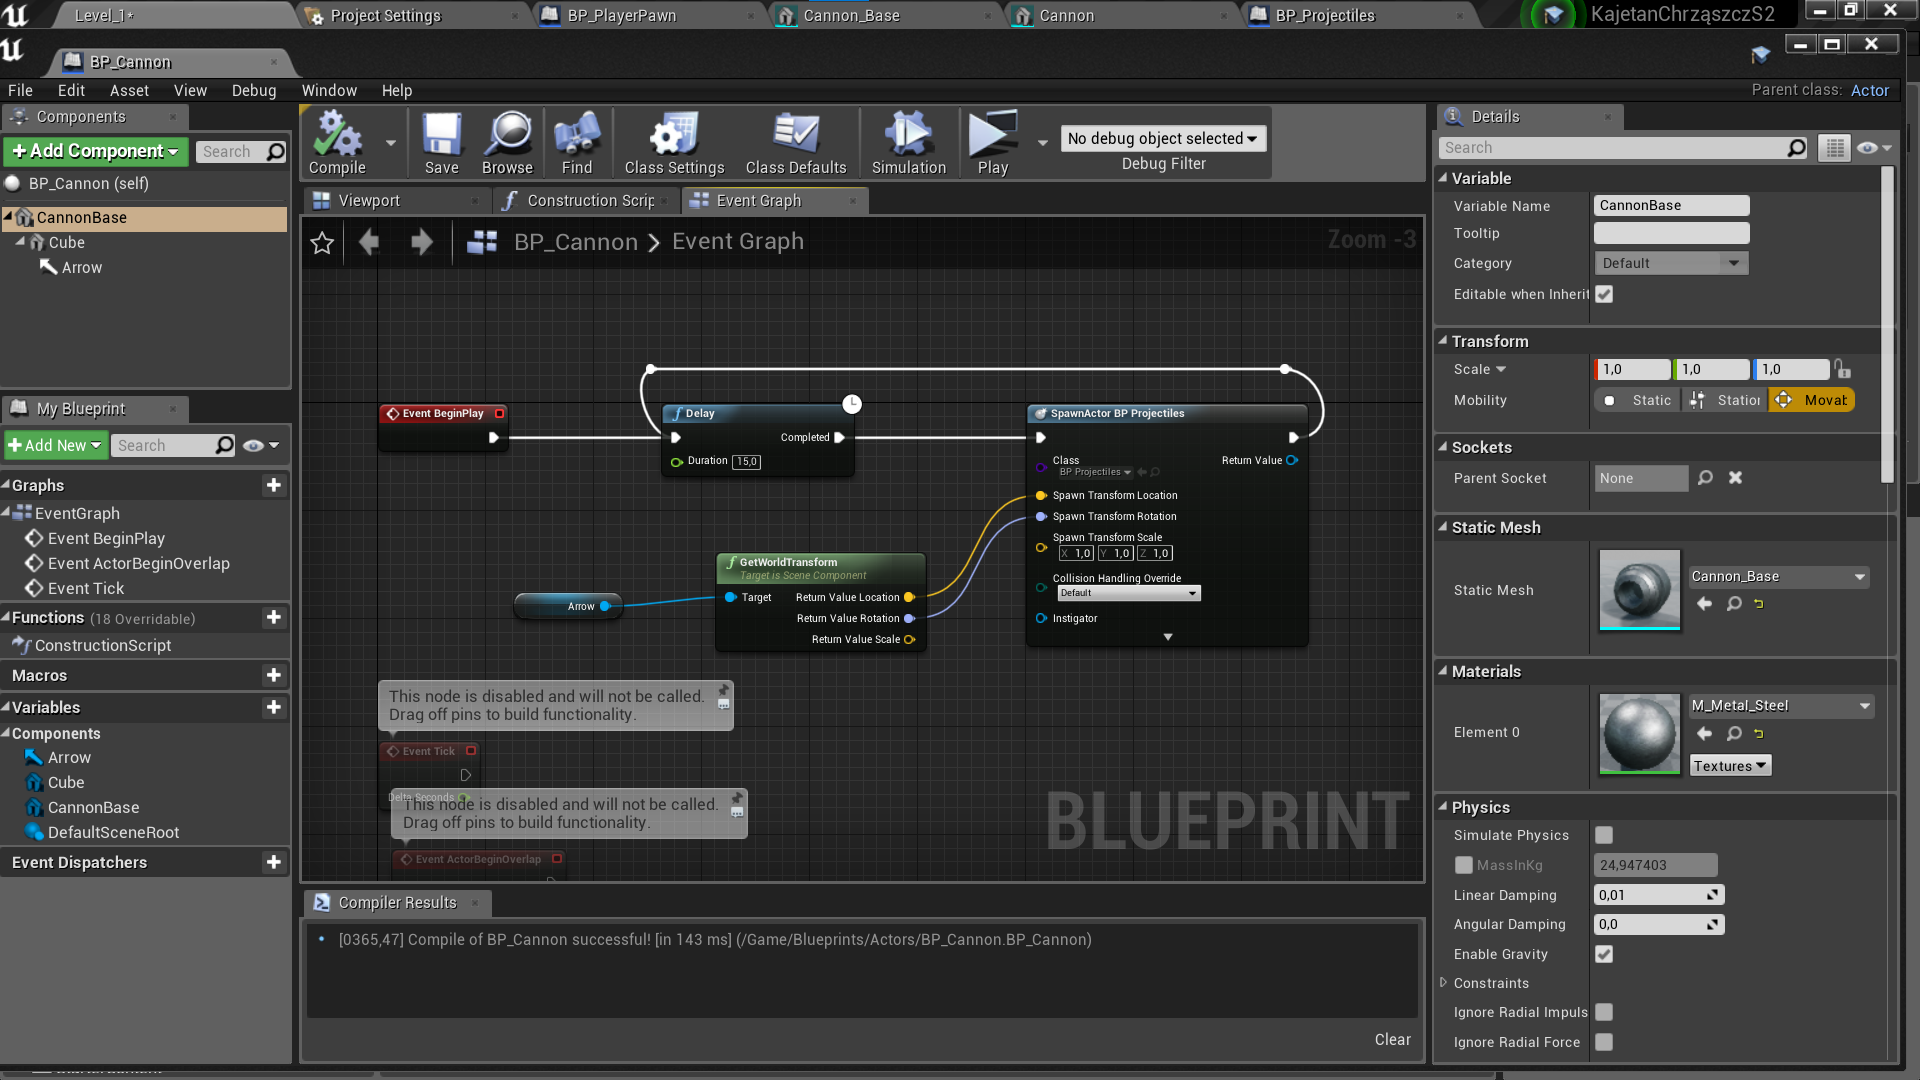 Level_1*
Project Settings
BP_PlayerPawn
Cannon_Base
Cannon
BP_Projectiles
KajetanChrząszczS2
BP_Cannon
File Edit Asset View Debug Window Help
Parent class: Actor
Components
+ Add Component
Search
BP_Cannon (self)
CannonBase
Cube
Arrow
My Blueprint
+ Add New
Search
Graphs
EventGraph
Event BeginPlay
Event ActorBeginOverlap
Event Tick
Functions (18 Overridable)
ConstructionScript
Macros
Variables
Components
Arrow
Cube
CannonBase
DefaultSceneRoot
Event Dispatchers
Compile
Save
Browse
Find
Class Settings
Class Defaults
Simulation
Play
No debug object selected
Debug Filter
Viewport
Construction Scrip
Event Graph
BP_Cannon > Event Graph
Zoom -3
Event BeginPlay
Delay
Completed
Duration 15,0
SpawnActor BP Projectiles
Class
BP Projectiles
Return Value
Spawn Transform Location
Spawn Transform Rotation
Spawn Transform Scale
X 1,0 Y 1,0 Z 1,0
Collision Handling Override
Default
Instigator
Arrow
GetWorldTransform
Target is Scene Component
Target
Return Value Location
Return Value Rotation
Return Value Scale
This node is disabled and will not be called.
Drag off pins to build functionality.
Event Tick
Delta Seconds
This node is disabled and will not be called.
Drag off pins to build functionality.
Event ActorBeginOverlap
BLUEPRINT
Compiler Results
[0365,47] Compile of BP_Cannon successful! [in 143 ms] (/Game/Blueprints/Actors/BP_Cannon.BP_Cannon)
Clear
Details
Search
Variable
Variable Name CannonBase
Tooltip
Category Default
Editable when Inherit
Transform
Scale 1,0 1,0 1,0
Mobility Static Station Movab
Sockets
Parent Socket None
Static Mesh
Static Mesh Cannon_Base
Materials
Element 0 M_Metal_Steel
Textures
Physics
Simulate Physics
MassInKg 24,947403
Linear Damping 0,01
Angular Damping 0,0
Enable Gravity
Constraints
Ignore Radial Impuls
Ignore Radial Force